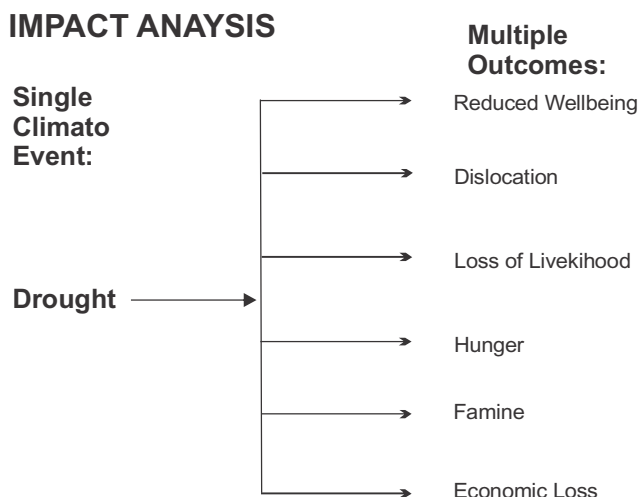 IMPACT ANAYSIS
Multiple
Outcomes:
Single
Climato
Event:
Reduced Wellbeing
Dislocation
Loss of Livekihood
Drought
Hunger
Famine
Economic Loss